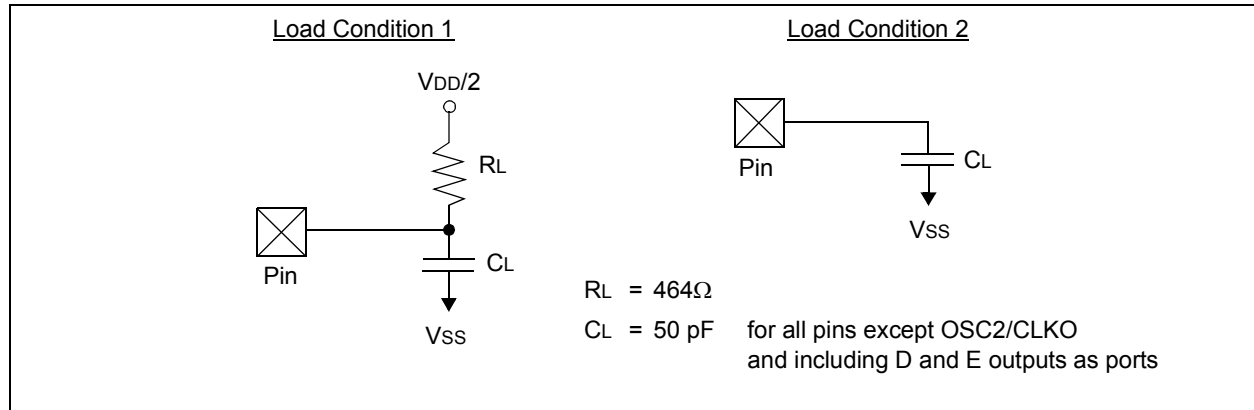 Load Condition 1
VDD/2
RL
Pin
CL
VSS
Load Condition 2
Pin
CL
VSS
RL = 464Ω
CL = 50 pF for all pins except OSC2/CLKO
and including D and E outputs as ports